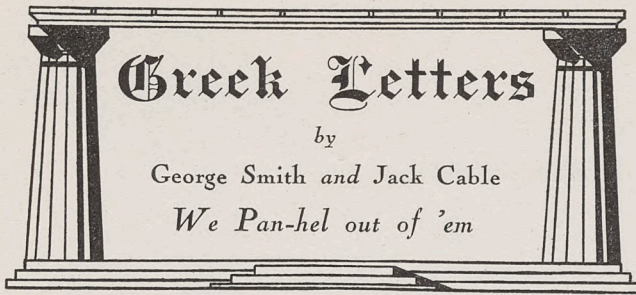 Greek Letters
by
George Smith and Jack Cable
We Pan-hel out of 'em